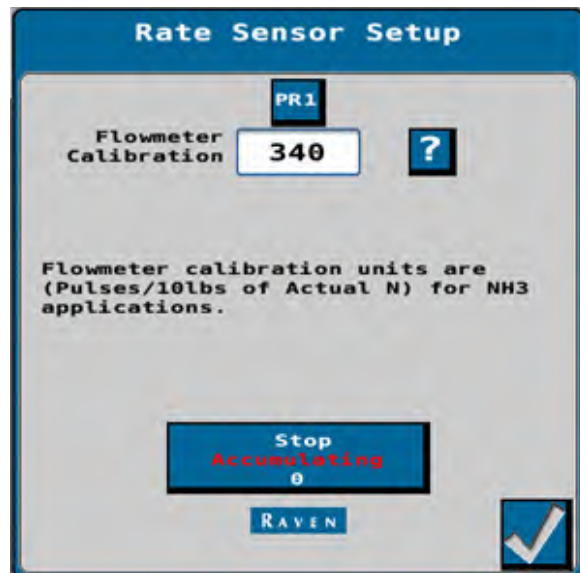 Rate Sensor Setup
PR1
Flowmeter
Calibration
340
?
Flowmeter calibration units are
(Pulses/10lbs of Actual N) for NH3
applications.
Stop
Accumulating
0
RAVEN